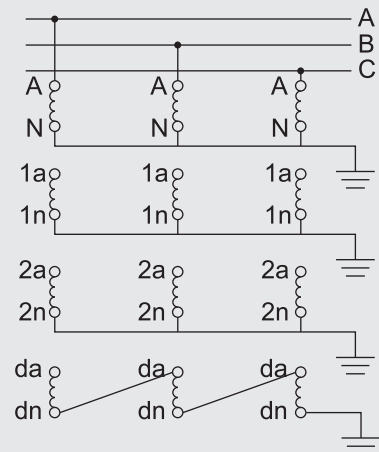 A
B
C
A A A
N N N
1a 1a 1a
1n 1n 1n
2a 2a 2a
2n 2n 2n
da da da
dn dn dn